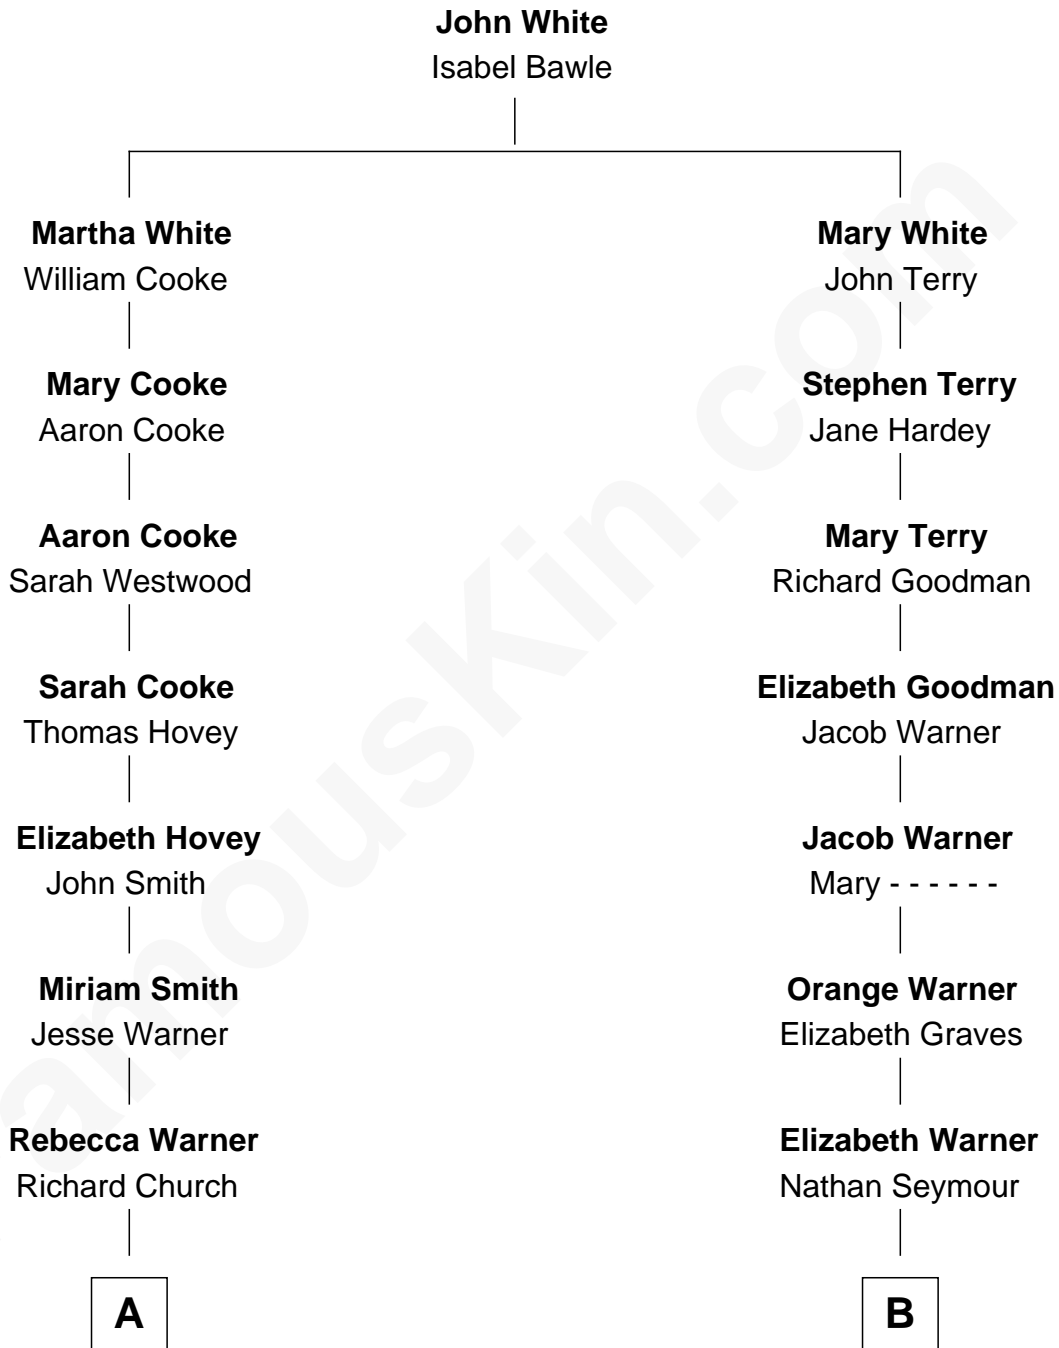 John White
Isabel Bawle
Martha White
William Cooke
Mary White
John Terry
Mary Cooke
Aaron Cooke
Stephen Terry
Jane Hardey
Aaron Cooke
Sarah Westwood
Mary Terry
Richard Goodman
Sarah Cooke
Thomas Hovey
Elizabeth Goodman
Jacob Warner
Elizabeth Hovey
John Smith
Jacob Warner
Mary - - - - - -
Miriam Smith
Jesse Warner
Orange Warner
Elizabeth Graves
Rebecca Warner
Richard Church
Elizabeth Warner
Nathan Seymour
A
B
amouskin.com